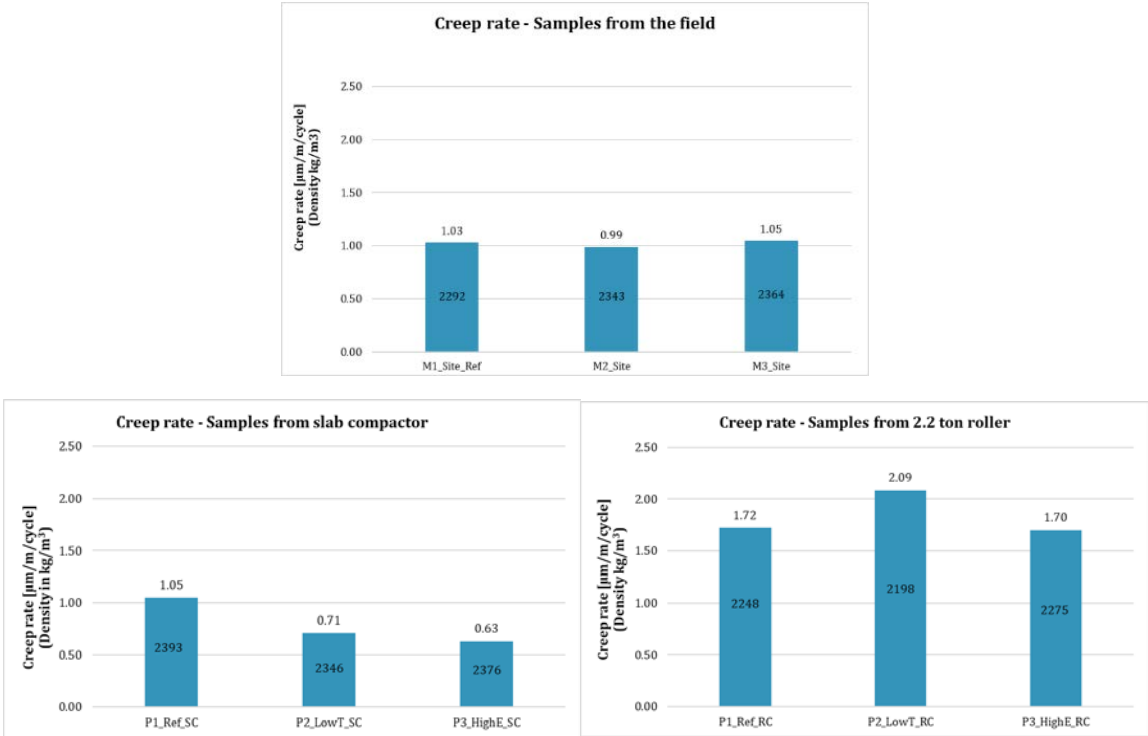 Creep rate - Samples from the field
Creep rate [µm/m/cycle]
(Density kg/m3)
2.50
2.00
1.50
1.00
0.50
0.00
1.03
0.99
1.05
2292
2343
2364
M1_Site_Ref
M2_Site
M3_Site
Creep rate - Samples from slab compactor
Creep rate [µm/m/cycle]
(Density in kg/m³)
2.50
2.00
1.50
1.00
0.50
0.00
1.05
0.71
0.63
2393
2346
2376
P1_Ref_SC
P2_LowT_SC
P3_HighE_SC
Creep rate - Samples from 2.2 ton roller
Creep rate [µm/m/cycle]
(Density kg/m³)
2.50
2.00
1.50
1.00
0.50
0.00
1.72
2.09
1.70
2248
2198
2275
P1_Ref_RC
P2_LowT_RC
P3_HighE_RC